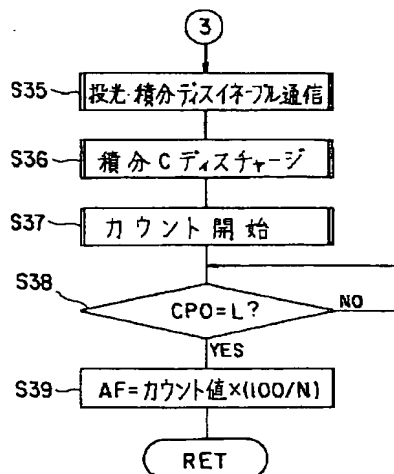 3
S35 投光・積分ディスイネーブル通信
S36 積分Cディスチャージ
S37 カウント開始
S38 CPO=L? NO
YES
S39 AF=カウント値×(100/N)
RET